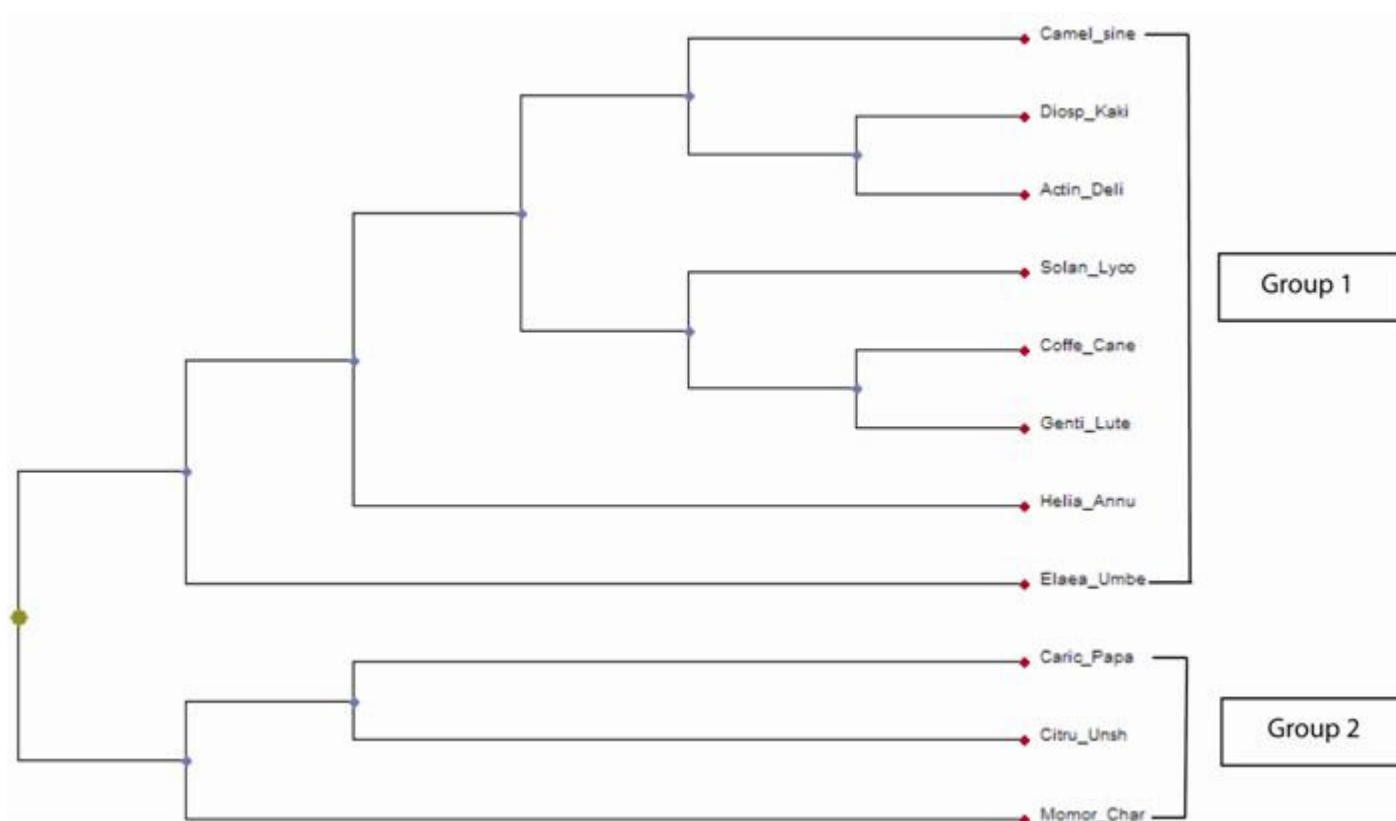 Camel_sine
Diosp_Kaki
Actin_Deli
Solan_Lyco
Group 1
Coffe_Cane
Genti_Lute
Helia_Annu
Elaea_Umbe
Caric_Papa
Citru_Unsh
Group 2
Momor_Char